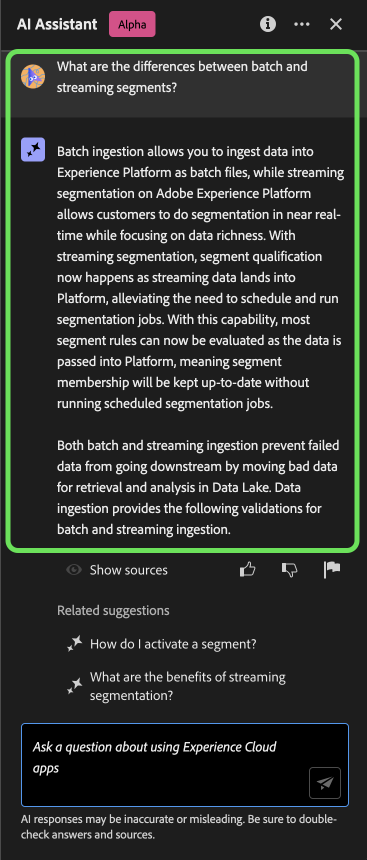 AI Assistant Alpha
What are the differences between batch and
streaming segments?
Batch ingestion allows you to ingest data into
Experience Platform as batch files, while streaming
segmentation on Adobe Experience Platform
allows customers to do segmentation in near real-
time while focusing on data richness. With
streaming segmentation, segment qualification
now happens as streaming data lands into
Platform, alleviating the need to schedule and run
segmentation jobs. With this capability, most
segment rules can now be evaluated as the data is
passed into Platform, meaning segment
membership will be kept up-to-date without
running scheduled segmentation jobs.
Both batch and streaming ingestion prevent failed
data from going downstream by moving bad data
for retrieval and analysis in Data Lake. Data
ingestion provides the following validations for
batch and streaming ingestion.
Show sources
Related suggestions
How do I activate a segment?
What are the benefits of streaming
segmentation?
Ask a question about using Experience Cloud
apps
AI responses may be inaccurate or misleading. Be sure to double-
check answers and sources.